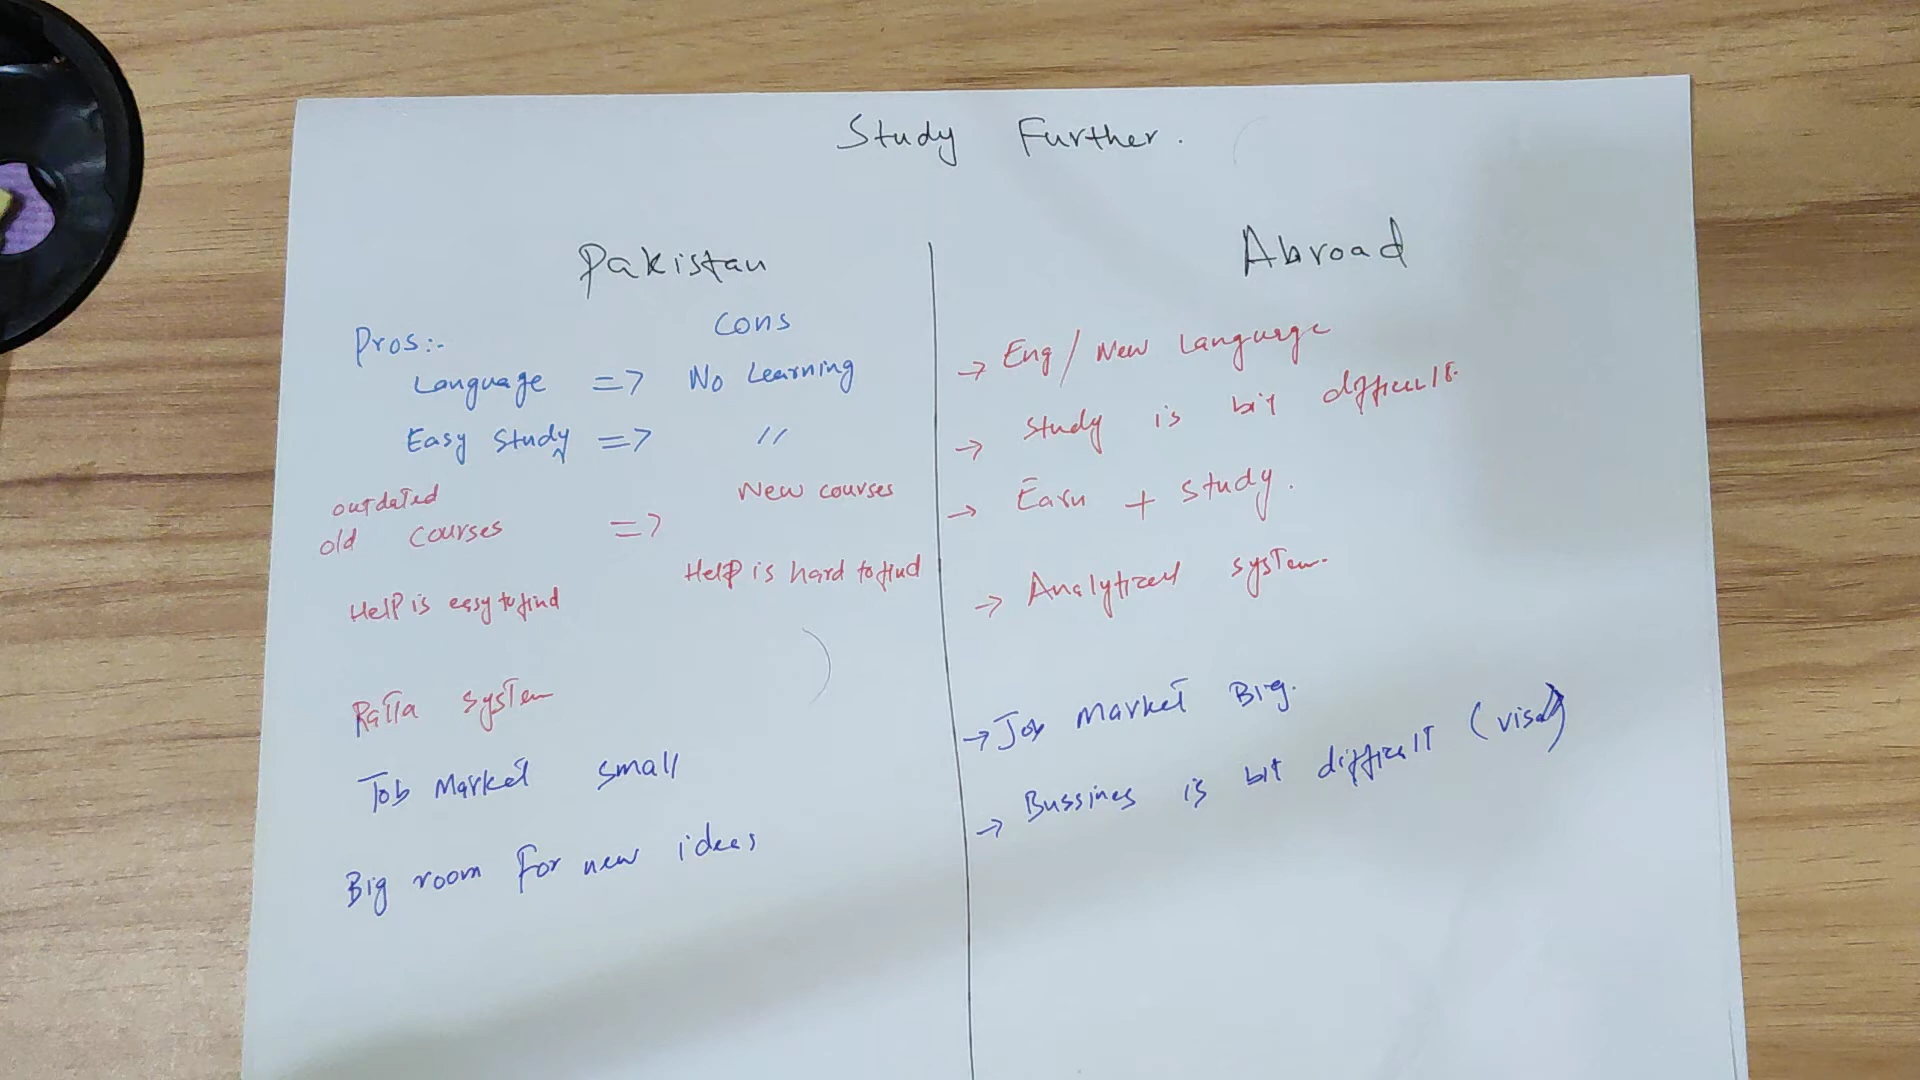 Study Further.
Pakistan
Pros:-
Cons
Language => No Learning
Easy Study => "
outdated
old courses =>
New courses
Help is easy to find
Help is hard to find
Ratta system
Job Market small
Big room For new ideas
Abroad
→ Eng / New Language
→ Study is bit difficult.
→ Earn + Study.
→ Analytical system.
→ Job Market Big.
→ Bussines is bit difficult (visa)